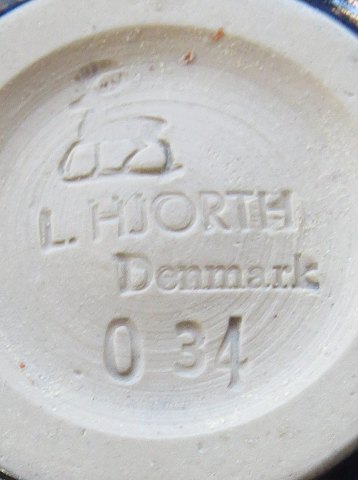 L. HJORTH
Denmark
0 34